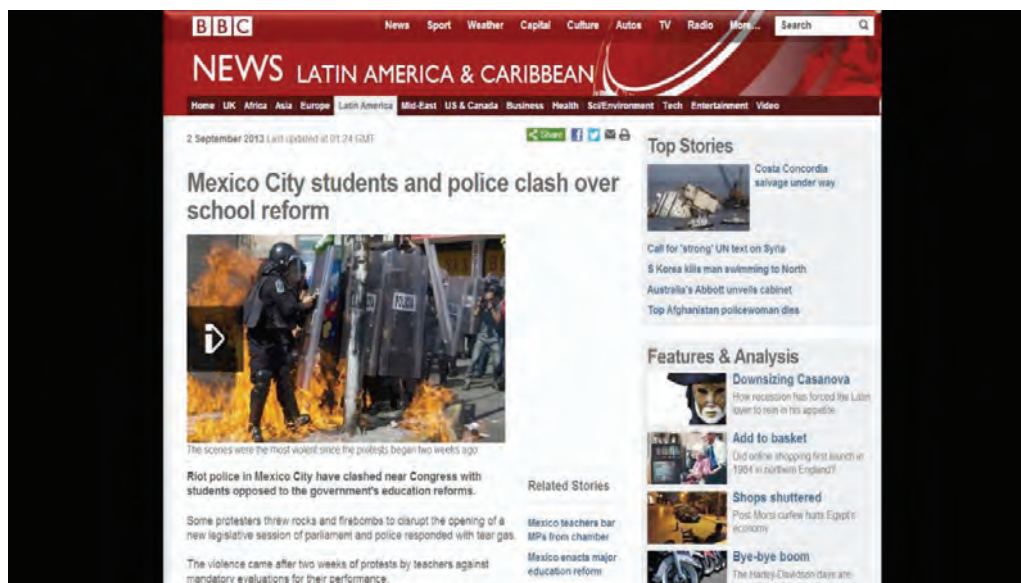 BBC
News Sport Weather Capital Culture Autos TV Radio More... Search
NEWS LATIN AMERICA & CARIBBEAN
Home UK Africa Asia Europe Latin America Mid-East US & Canada Business Health Sci/Environment Tech Entertainment Video
2 September 2013 Last updated at 01:24 GMT
Share
Mexico City students and police clash over
school reform
POLICIA
The scenes were the most violent since the protests began two weeks ago
Riot police in Mexico City have clashed near Congress with
students opposed to the government's education reforms.
Some protesters threw rocks and firebombs to disrupt the opening of a
new legislative session of parliament and police responded with tear gas.
The violence came after two weeks of protests by teachers against
mandatory evaluations for their performance.
Related Stories
Mexico teachers bar
MPs from chamber
Mexico enacts major
education reform
Top Stories
Costa Concordia
salvage under way
Call for 'strong' UN text on Syria
S Korea kills man swimming to North
Australia's Abbott unveils cabinet
Top Afghanistan policewoman dies
Features & Analysis
Downsizing Casanova
How recession has forced the Latin
lover to rein in his appetite
Add to basket
Did online shopping first launch in
1984 in northern England?
Shops shuttered
Post-Morsi curfew hurts Egypt's
economy
Bye-bye boom
The Harley-Davidson days are